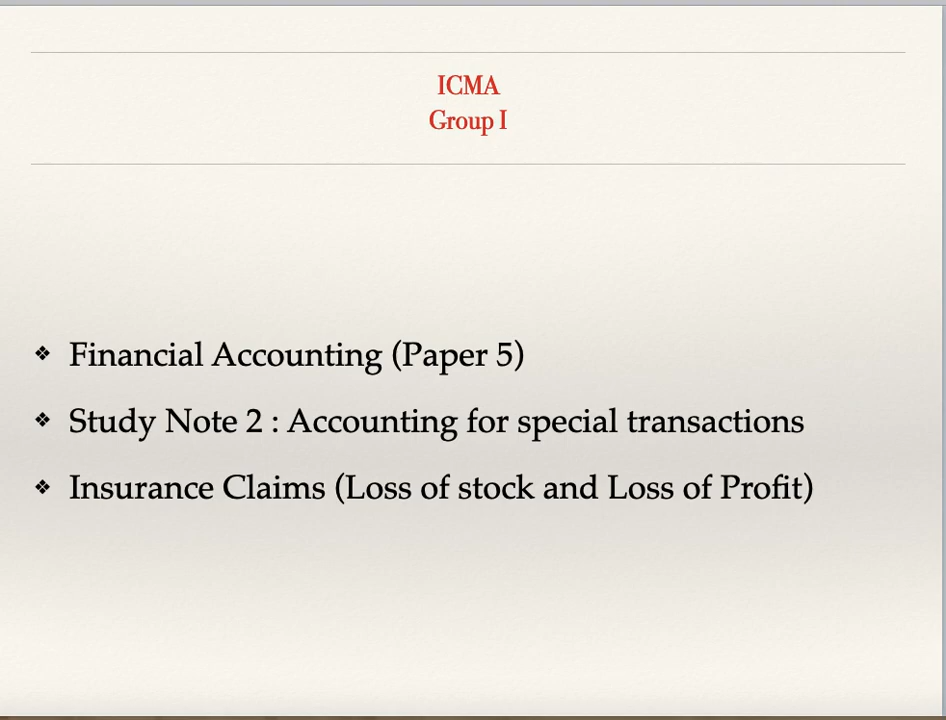 ICMA
Group I
❖ Financial Accounting (Paper 5)
❖ Study Note 2 : Accounting for special transactions
❖ Insurance Claims (Loss of stock and Loss of Profit)